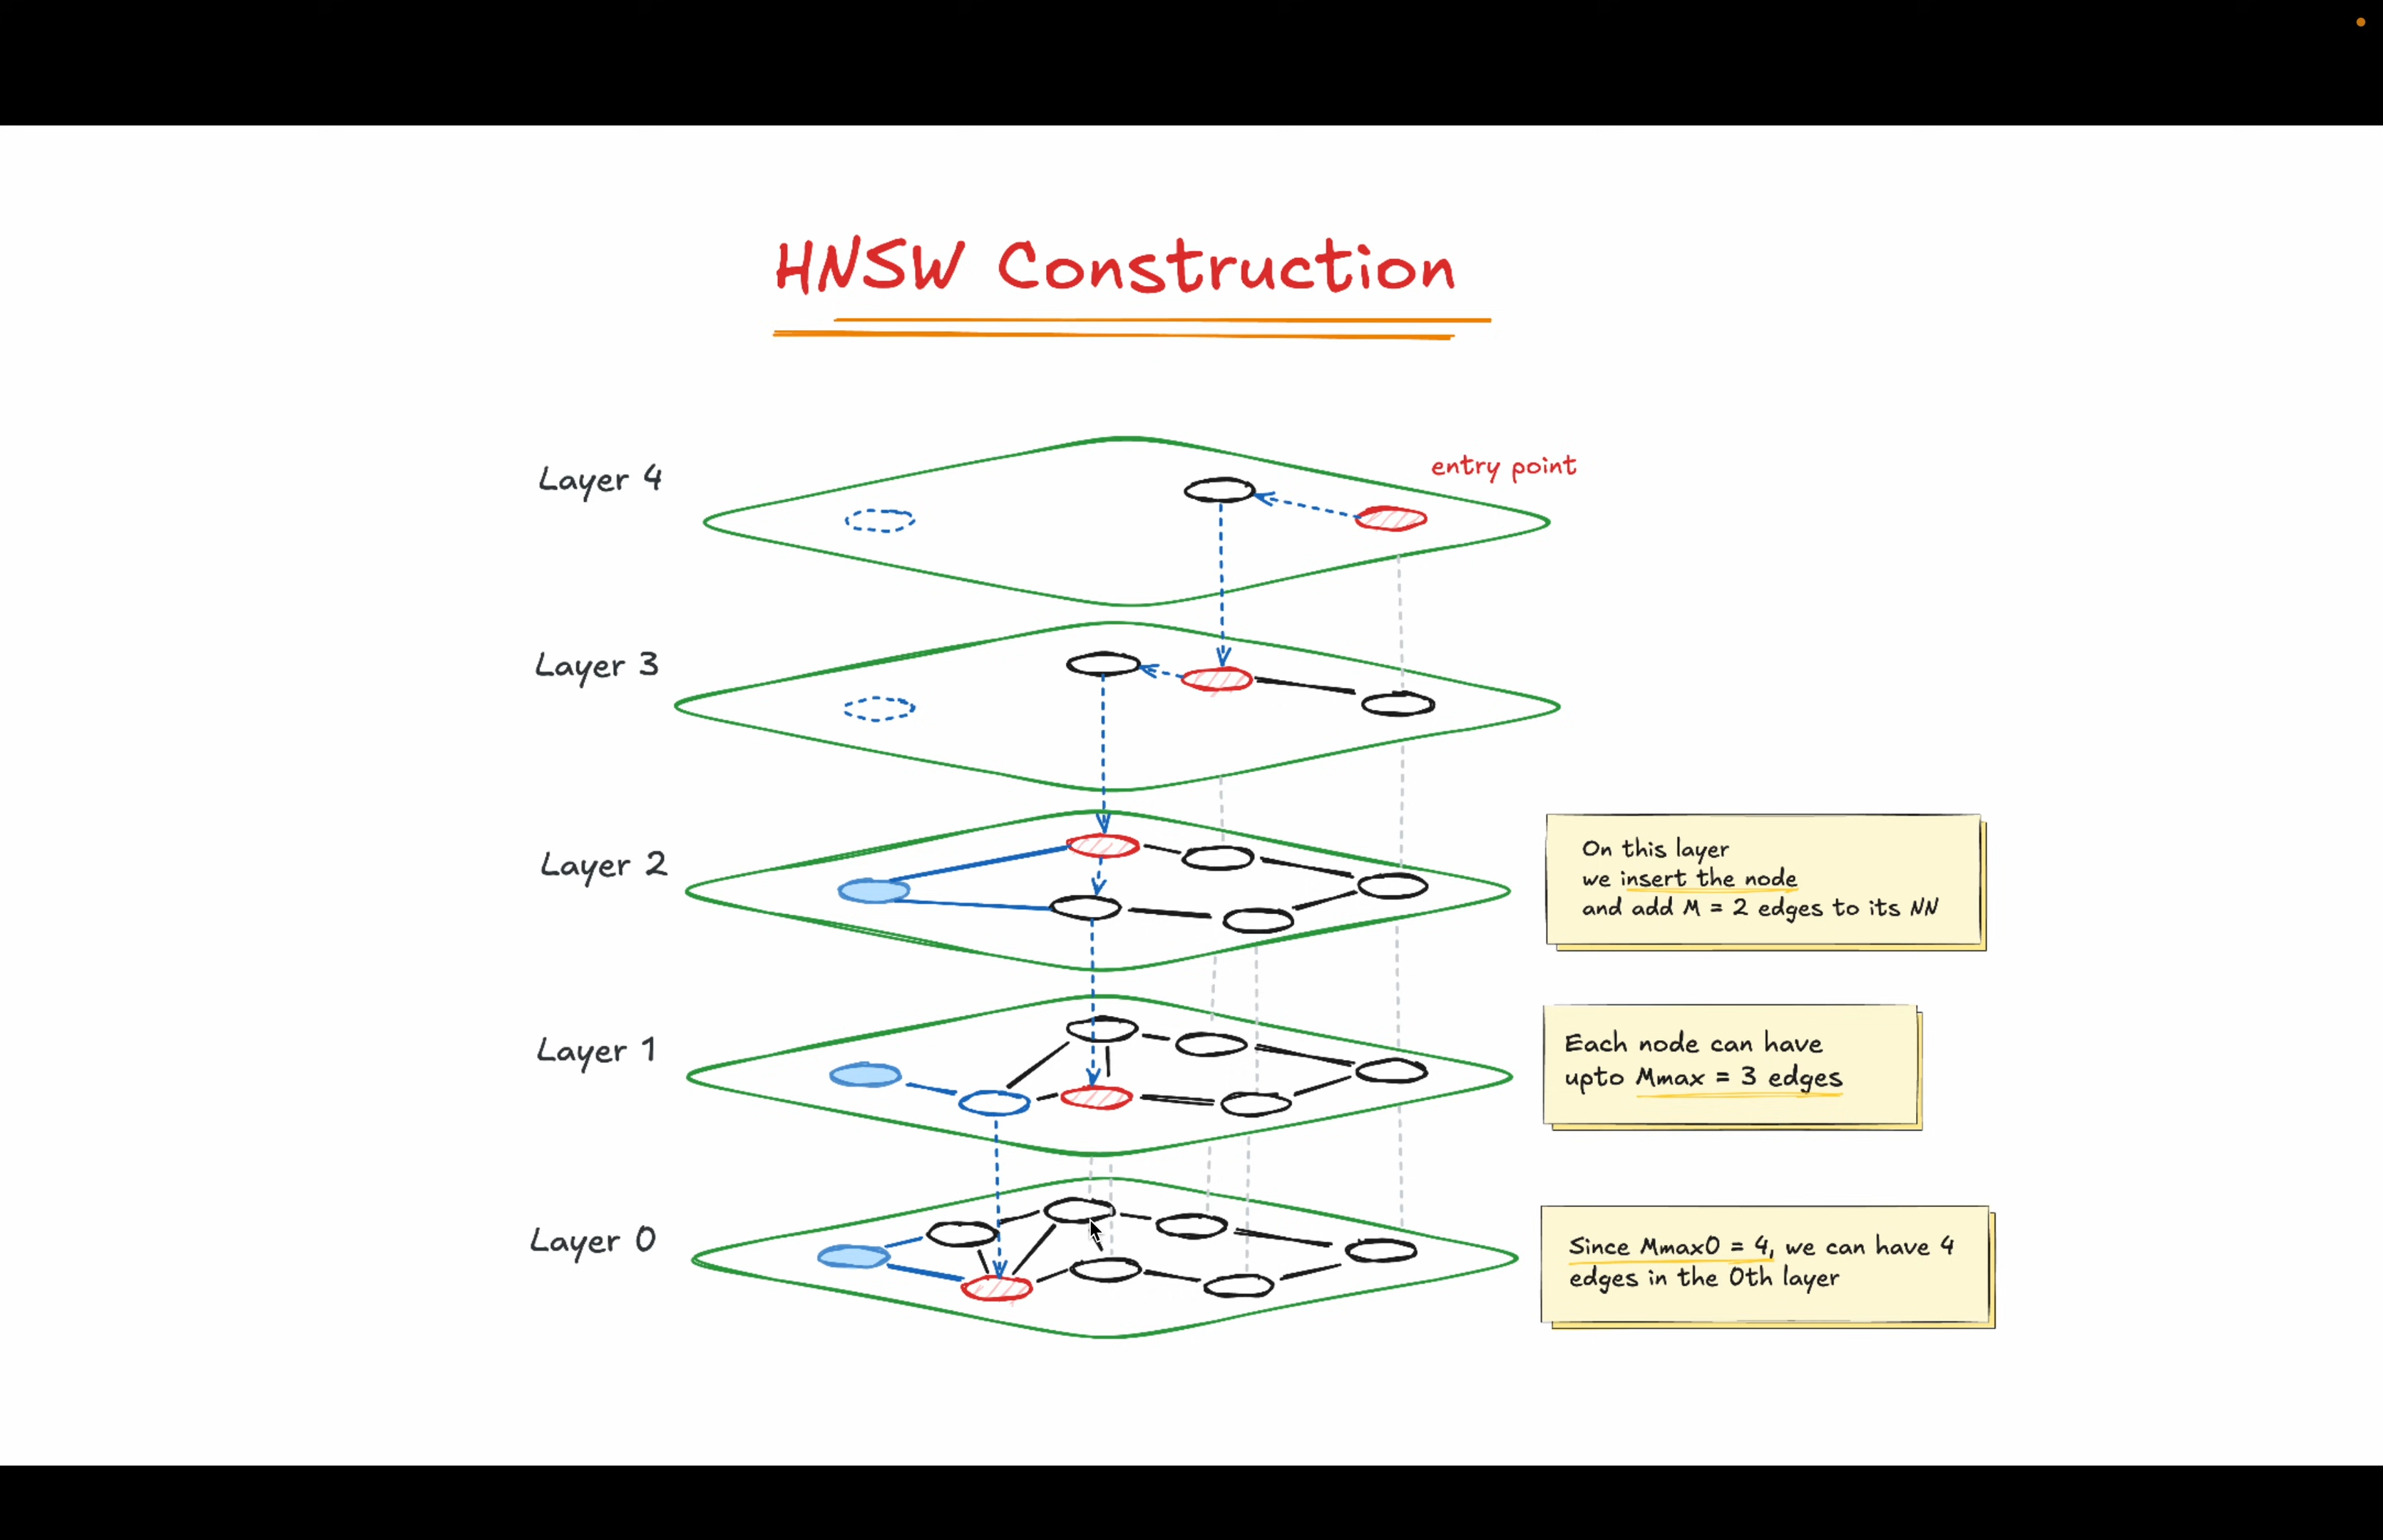 HNSW Construction
Layer 4
entry point
Layer 3
Layer 2
On this layer
we insert the node
and add M = 2 edges to its NN
Layer 1
Each node can have
upto Mmax = 3 edges
Layer 0
Since Mmax0 = 4, we can have 4
edges in the 0th layer